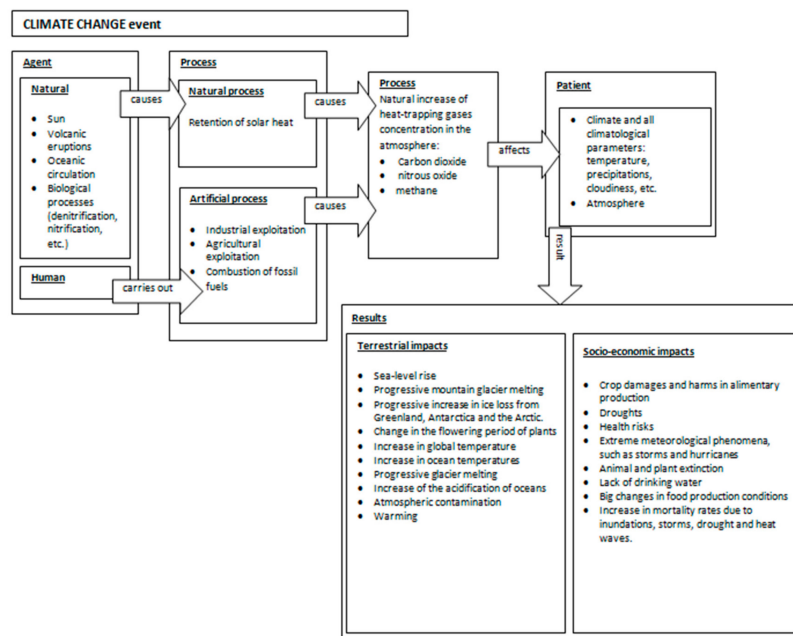 CLIMATE CHANGE event
Agent
Natural
• Sun
• Volcanic
eruptions
• Oceanic
circulation
• Biological
processes
(denitrification,
nitrification,
etc.)
Human
causes
carries out
Process
Natural process
Retention of solar heat
Artificial process
• Industrial exploitation
• Agricultural
exploitation
• Combustion of fossil
fuels
causes
causes
Process
Natural increase of
heat-trapping gases
concentration in the
atmosphere:
• Carbon dioxide
• nitrous oxide
• methane
affects
Patient
• Climate and all
climatological
parameters:
temperature,
precipitations,
cloudiness, etc.
• Atmosphere
result
Results
Terrestrial impacts
• Sea-level rise
• Progressive mountain glacier melting
• Progressive increase in ice loss from
Greenland, Antarctica and the Arctic.
• Change in the flowering period of plants
• Increase in global temperature
• Increase in ocean temperatures
• Progressive glacier melting
• Increase of the acidification of oceans
• Atmospheric contamination
• Warming
Socio-economic impacts
• Crop damages and harms in alimentary
production
• Droughts
• Health risks
• Extreme meteorological phenomena,
such as storms and hurricanes
• Animal and plant extinction
• Lack of drinking water
• Big changes in food production conditions
• Increase in mortality rates due to
inundations, storms, drought and heat
waves.